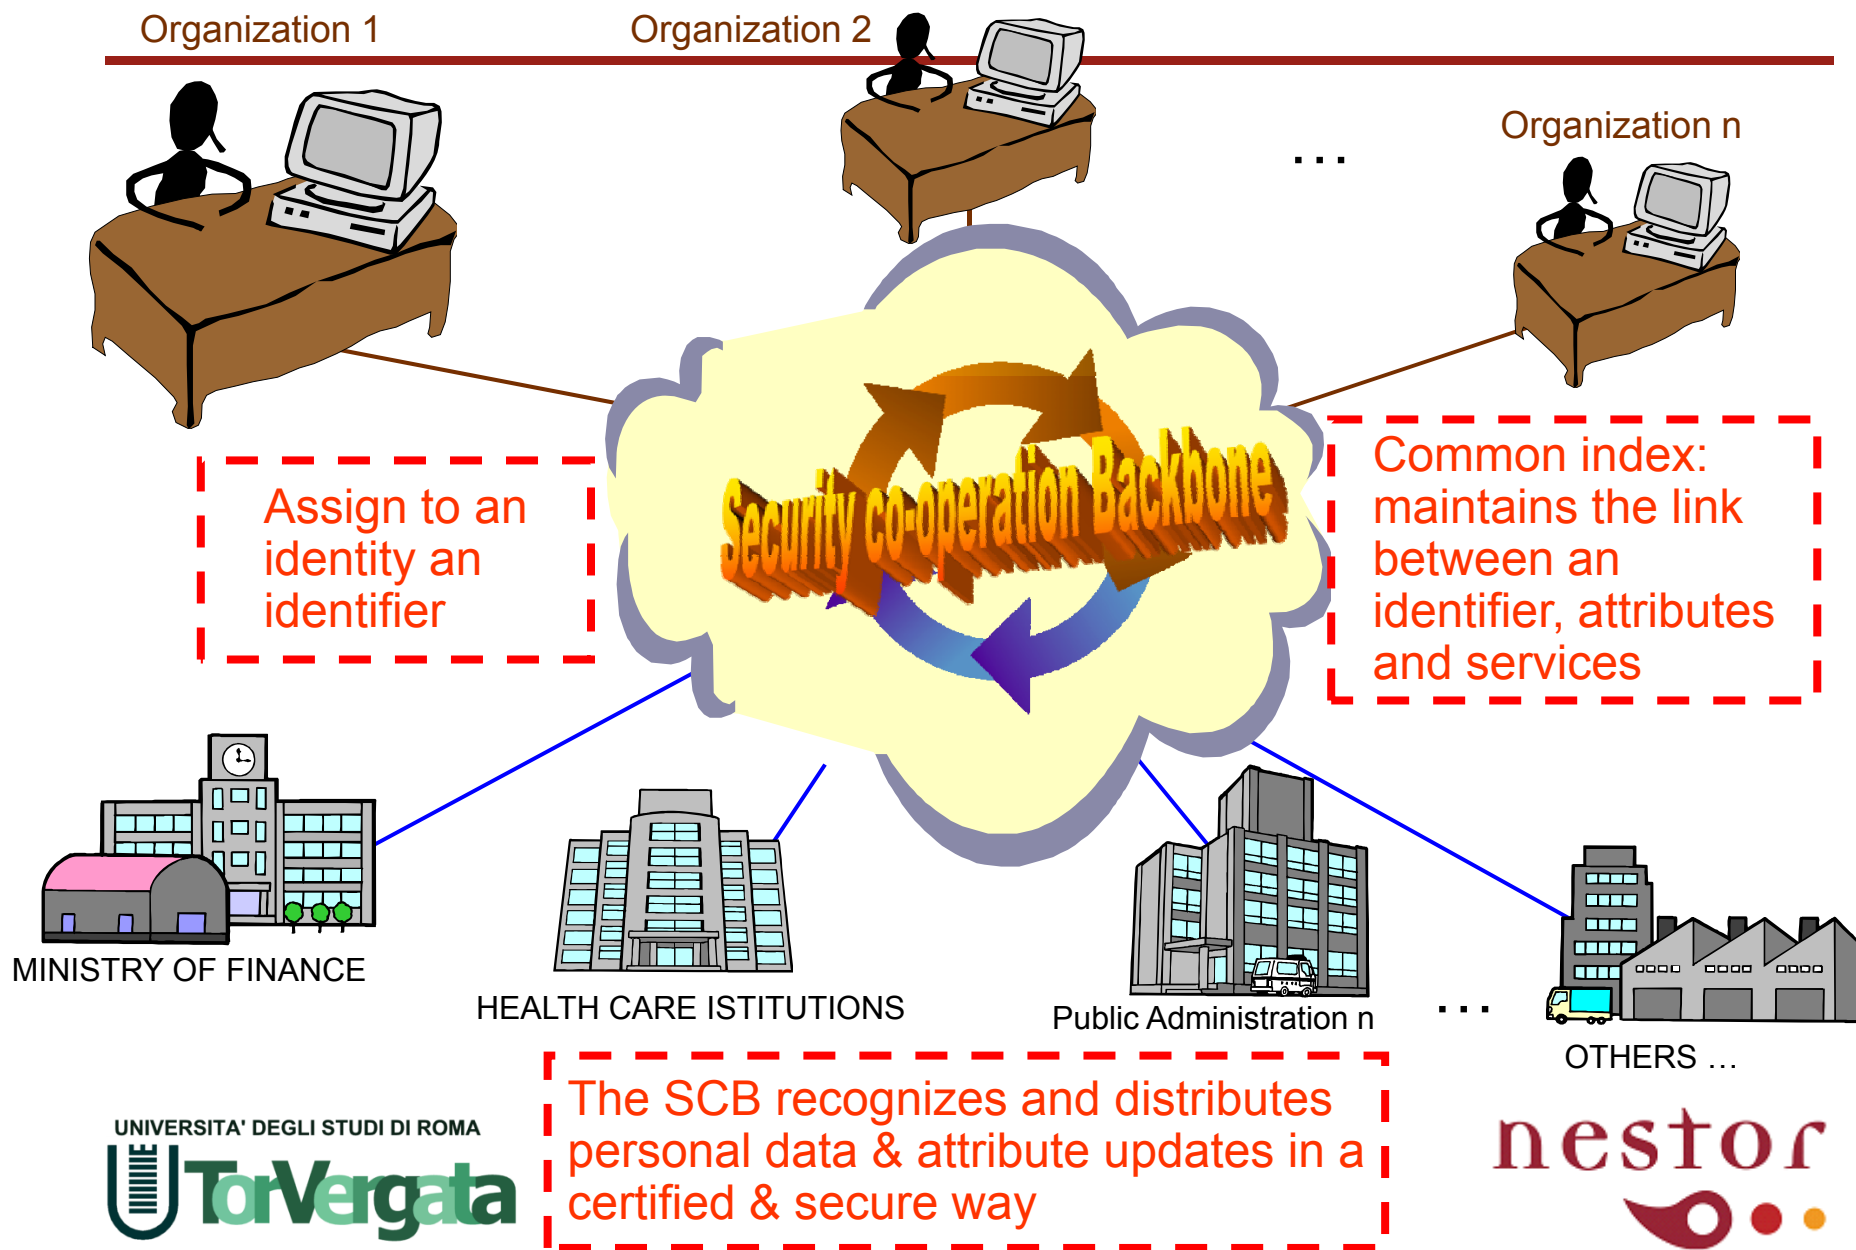 Organization 1
Organization 2
Organization n
…
Security co-operation Backbone
Assign to an
identity an
identifier
Common index:
maintains the link
between an
identifier, attributes
and services
MINISTRY OF FINANCE
HEALTH CARE ISTITUTIONS
Public Administration n
…
OTHERS …
The SCB recognizes and distributes
personal data & attribute updates in a
certified & secure way
UNIVERSITA' DEGLI STUDI DI ROMA
TorVergata
nestor